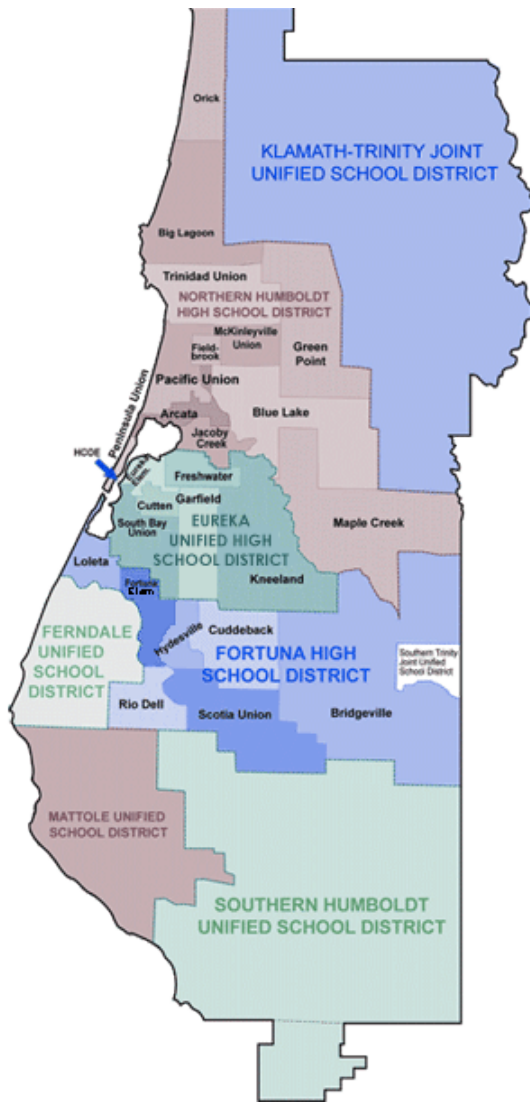 Orick
KLAMATH-TRINITY JOINT
UNIFIED SCHOOL DISTRICT
Big Lagoon
Trinidad Union
NORTHERN HUMBOLDT
HIGH SCHOOL DISTRICT
McKinleyville
Union
Field-
brook
Green
Point
Pacific Union
Peninsula Union
Arcata
Blue Lake
Jacoby
Creek
HCOE
Eureka
Elem.
Freshwater
Garfield
Cutten
South Bay
Union
EUREKA
UNIFIED HIGH
SCHOOL DISTRICT
Maple Creek
Loleta
Kneeland
Fortuna
Elem
FERNDALE
UNIFIED
SCHOOL
DISTRICT
Hydesville
Cuddeback
FORTUNA HIGH
SCHOOL DISTRICT
Southern Trinity
Joint Unified
School District
Rio Dell
Scotia Union
Bridgeville
MATTOLE UNIFIED
SCHOOL DISTRICT
SOUTHERN HUMBOLDT
UNIFIED SCHOOL DISTRICT